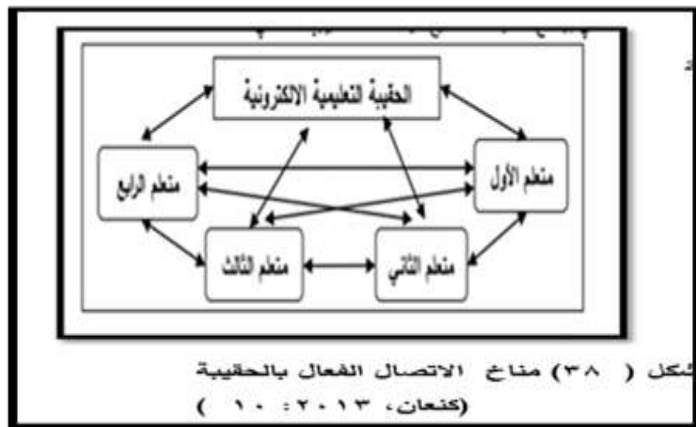 الحقيبة التعليمية الالكترونية
متعلم الأول
متعلم الرابع
متعلم الثاني
متعلم الثالث
شكل ( ٣٨ ) مناخ الاتصال الفعال بالحقيبة
(كنعان، ٢٠١٣: ١٠ )